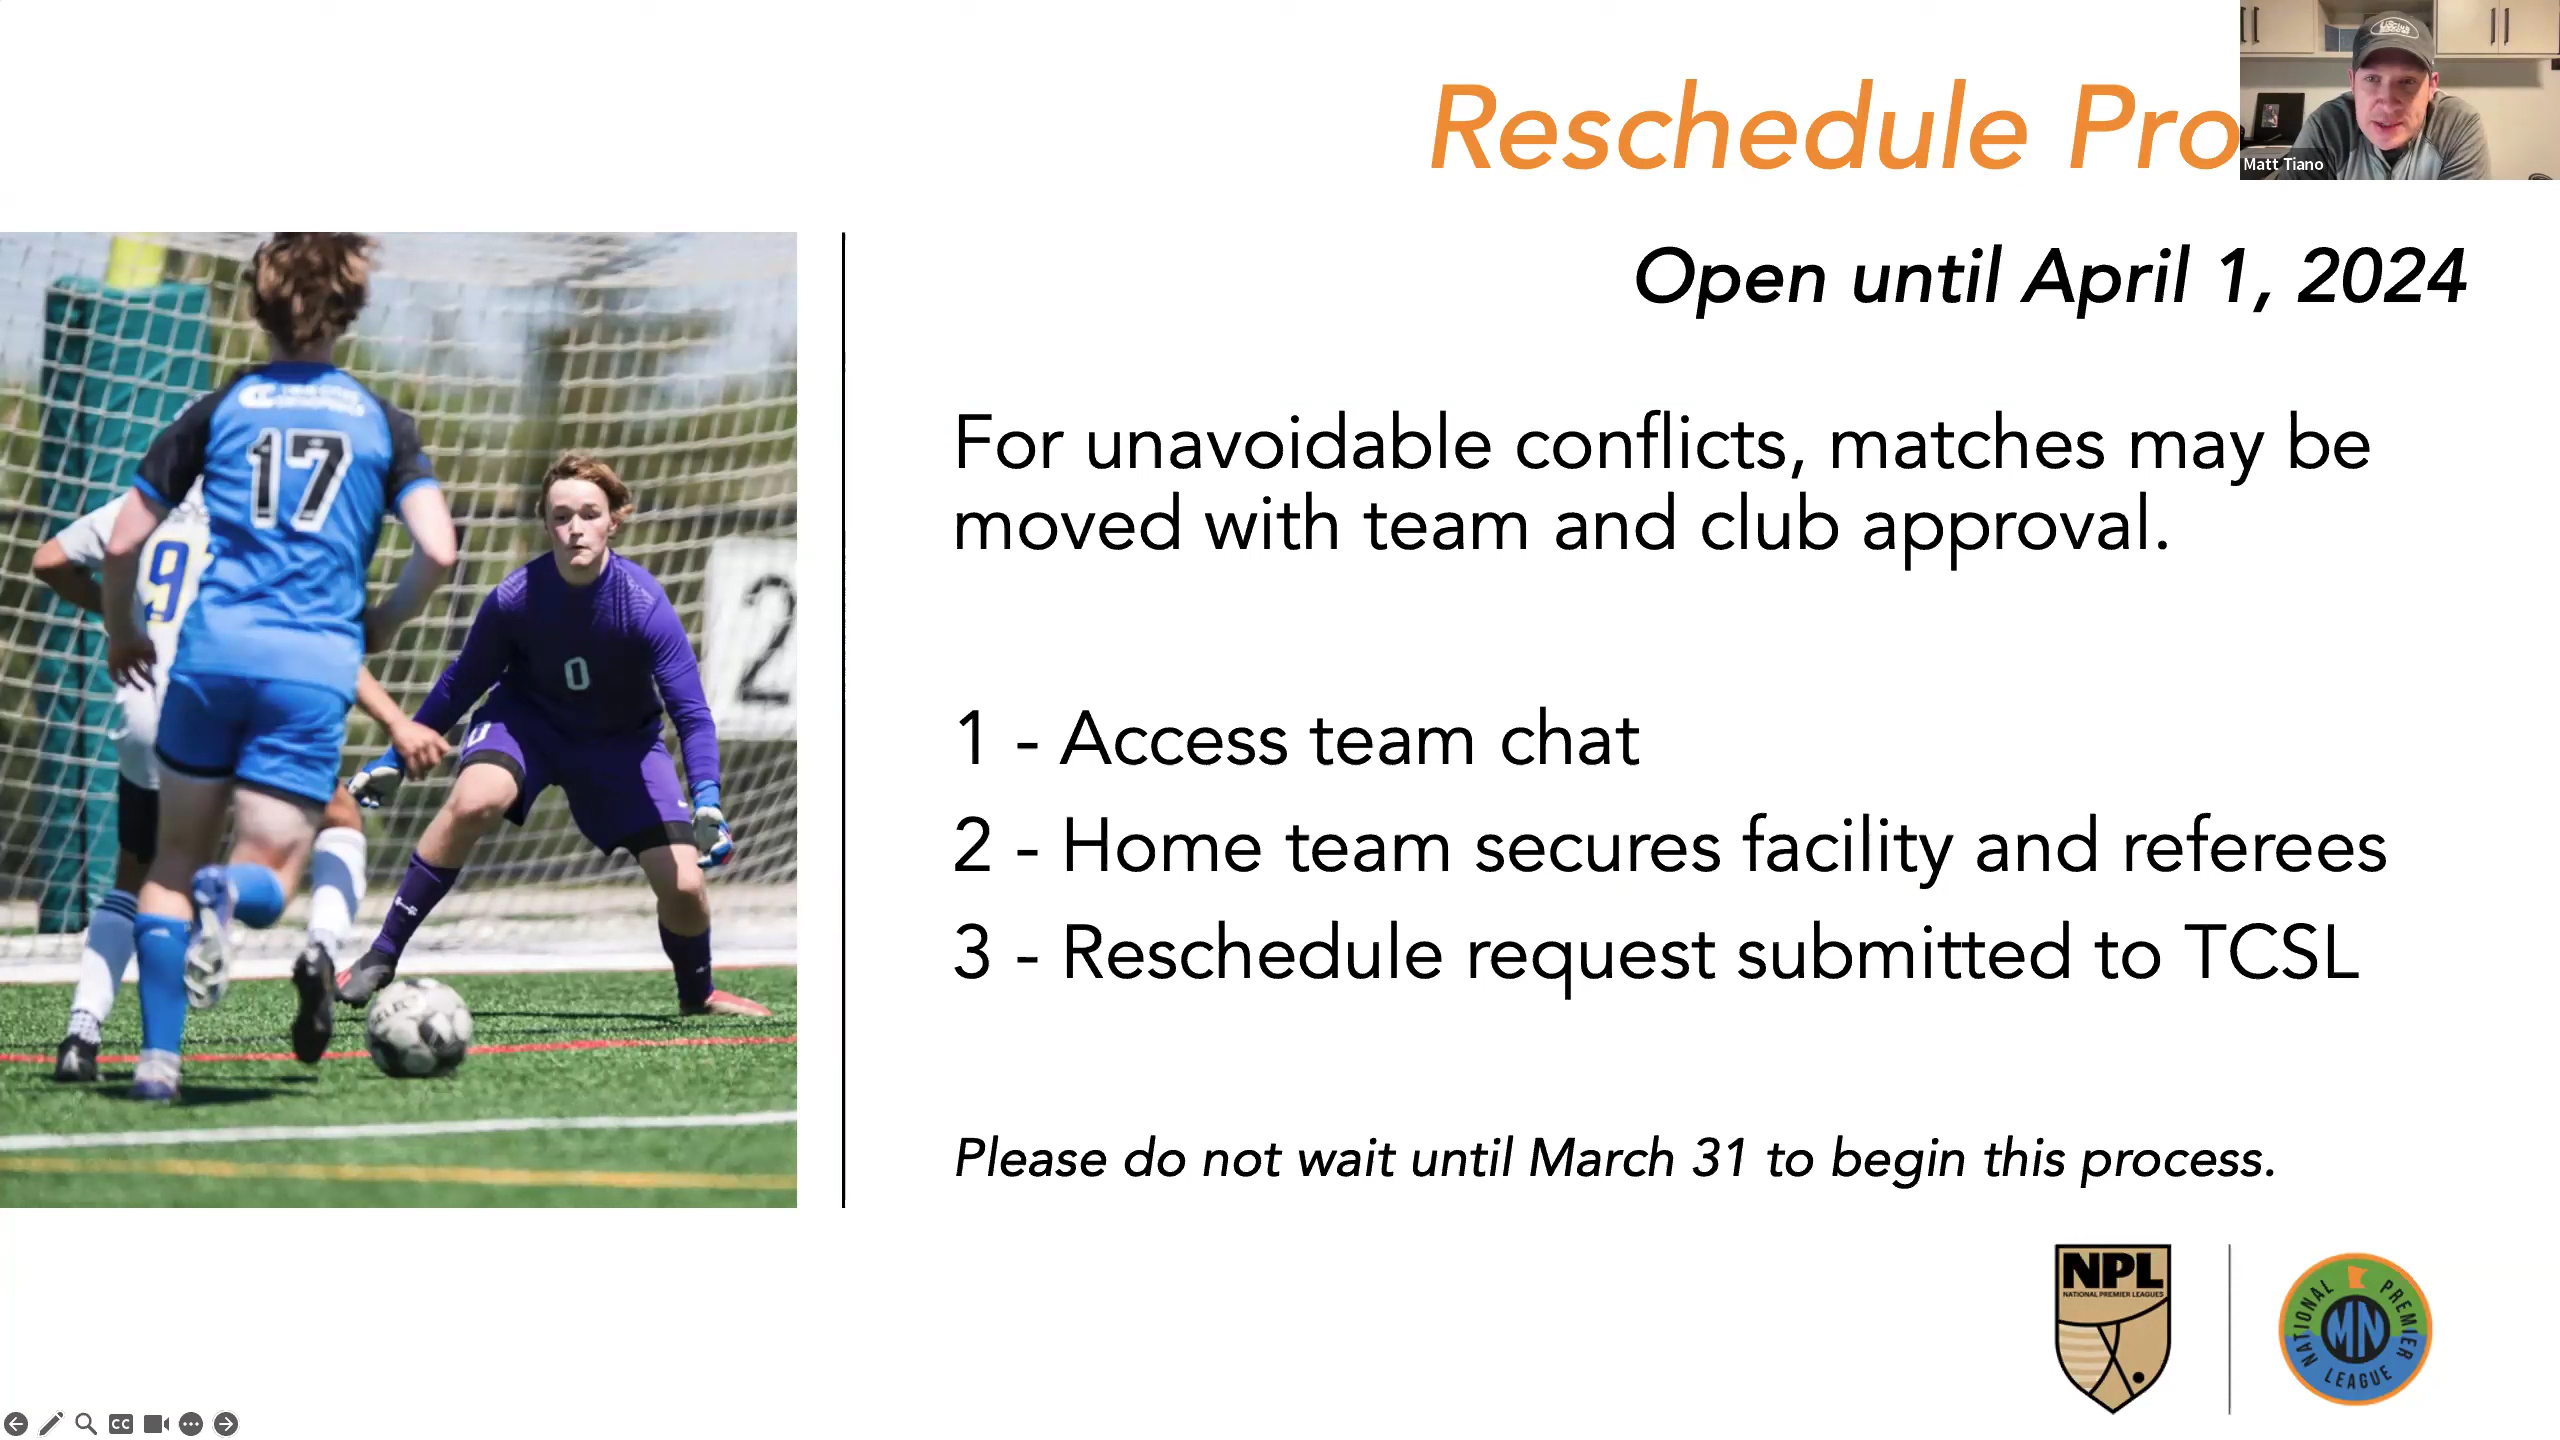 Reschedule Pro
Matt Tiano
Open until April 1, 2024
For unavoidable conflicts, matches may be
moved with team and club approval.
1 - Access team chat
2 - Home team secures facility and referees
3 - Reschedule request submitted to TCSL
Please do not wait until March 31 to begin this process.
17
9
0
2
NPL
NATIONAL PREMIER LEAGUES
NATIONAL PREMIER
MN
LEAGUE
CC